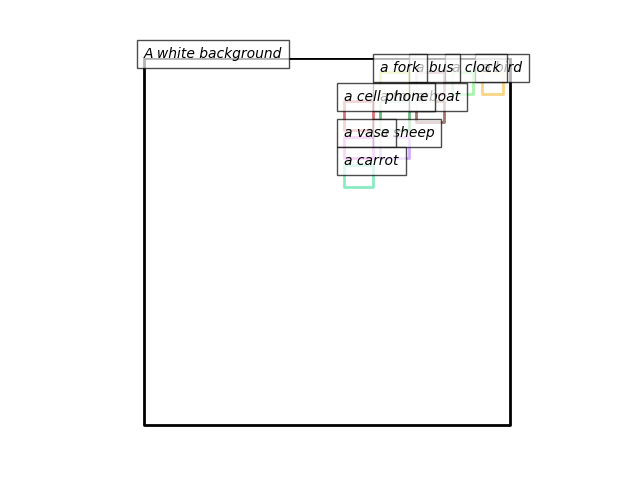 A white background
a fork
a bus
a clock
a bird
a cell phone
boat
a vase
sheep
a carrot